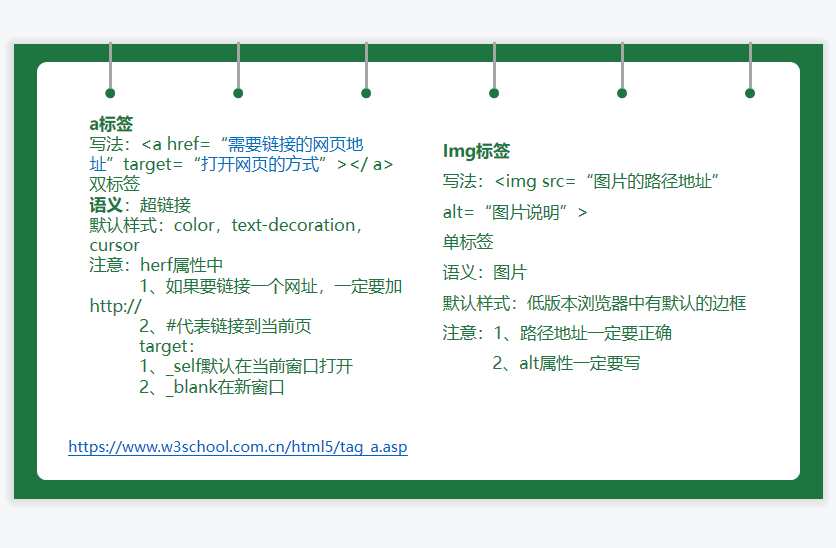 a标签
写法：<a href=“需要链接的网页地
址”target=“打开网页的方式”></ a>
双标签
语义：超链接
默认样式：color，text-decoration，
cursor
注意：herf属性中
1、如果要链接一个网址，一定要加
http://
2、#代表链接到当前页
target：
1、_self默认在当前窗口打开
2、_blank在新窗口
https://www.w3school.com.cn/html5/tag_a.asp
Img标签
写法：<img src=“图片的路径地址”
alt=“图片说明”>
单标签
语义：图片
默认样式：低版本浏览器中有默认的边框
注意：1、路径地址一定要正确
2、alt属性一定要写